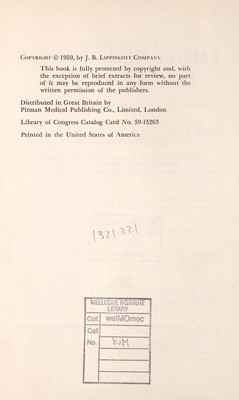 COPYRIGHT © 1959, BY J. B. LIPPINCOTT COMPANY
This book is fully protected by copyright and, with
the exception of brief extracts for review, no part
of it may be reproduced in any form without the
written permission of the publishers.
Distributed in Great Britain by
Pitman Medical Publishing Co., Limited, London
Library of Congress Catalog Card No. 59-15263
Printed in the United States of America
1321221
WELLCOME INSTITUTE
LIBRARY
Coll. welMOmec
Call
No. WM